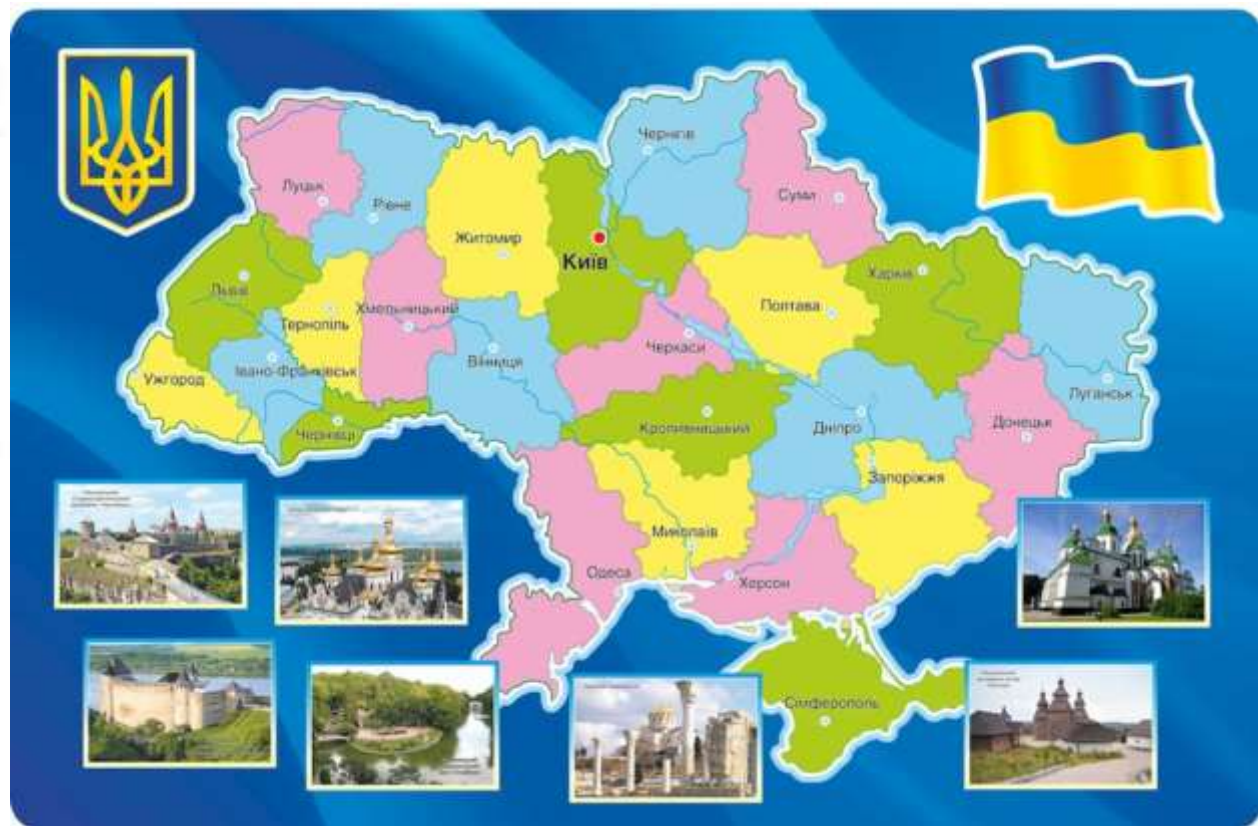 Чернігів
Луцьк
Рівне
Суми
Житомир
Київ
Харків
Львів
Тернопіль
Хмельницький
Полтава
Черкаси
Вінниця
Ужгород
Івано-Франківськ
Луганськ
Чернівці
Кропивницький
Дніпро
Донецьк
Запоріжжя
Миколаїв
Одеса
Херсон
Сімферополь